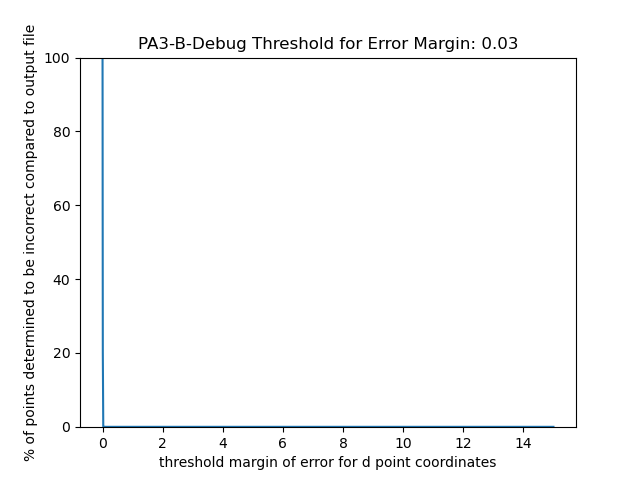 PA3-B-Debug Threshold for Error Margin: 0.03
% of points determined to be incorrect compared to output file
100
80
60
40
20
0
0 2 4 6 8 10 12 14
threshold margin of error for d point coordinates